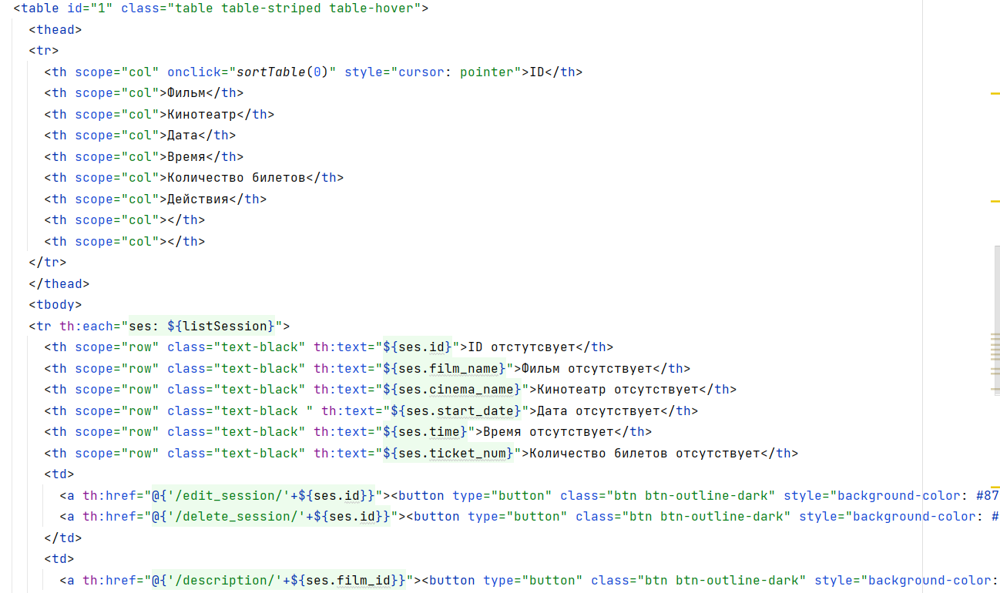 <table id="1" class="table table-striped table-hover">
<thead>
<tr>
<th scope="col" onclick="sortTable(0)" style="cursor: pointer">ID</th>
<th scope="col">Фильм</th>
<th scope="col">Кинотеатр</th>
<th scope="col">Дата</th>
<th scope="col">Время</th>
<th scope="col">Количество билетов</th>
<th scope="col">Действия</th>
<th scope="col"></th>
<th scope="col"></th>
</tr>
</thead>
<tbody>
<tr th:each="ses: ${listSession}">
<th scope="row" class="text-black" th:text="${ses.id}">ID отстутсвует</th>
<th scope="row" class="text-black" th:text="${ses.film_name}">Фильм отсутствует</th>
<th scope="row" class="text-black" th:text="${ses.cinema_name}">Кинотеатр отсутствует</th>
<th scope="row" class="text-black " th:text="${ses.start_date}">Дата отсутствует</th>
<th scope="row" class="text-black" th:text="${ses.time}">Время отсутствует</th>
<th scope="row" class="text-black" th:text="${ses.ticket_num}">Количество билетов отсутствует</th>
<td>
<a th:href="@{'/edit_session/'+${ses.id}}"><button type="button" class="btn btn-outline-dark" style="background-color: #87
<a th:href="@{'/delete_session/'+${ses.id}}"><button type="button" class="btn btn-outline-dark" style="background-color: #
</td>
<td>
<a th:href="@{'/description/'+${ses.film_id}}"><button type="button" class="btn btn-outline-dark" style="background-color: